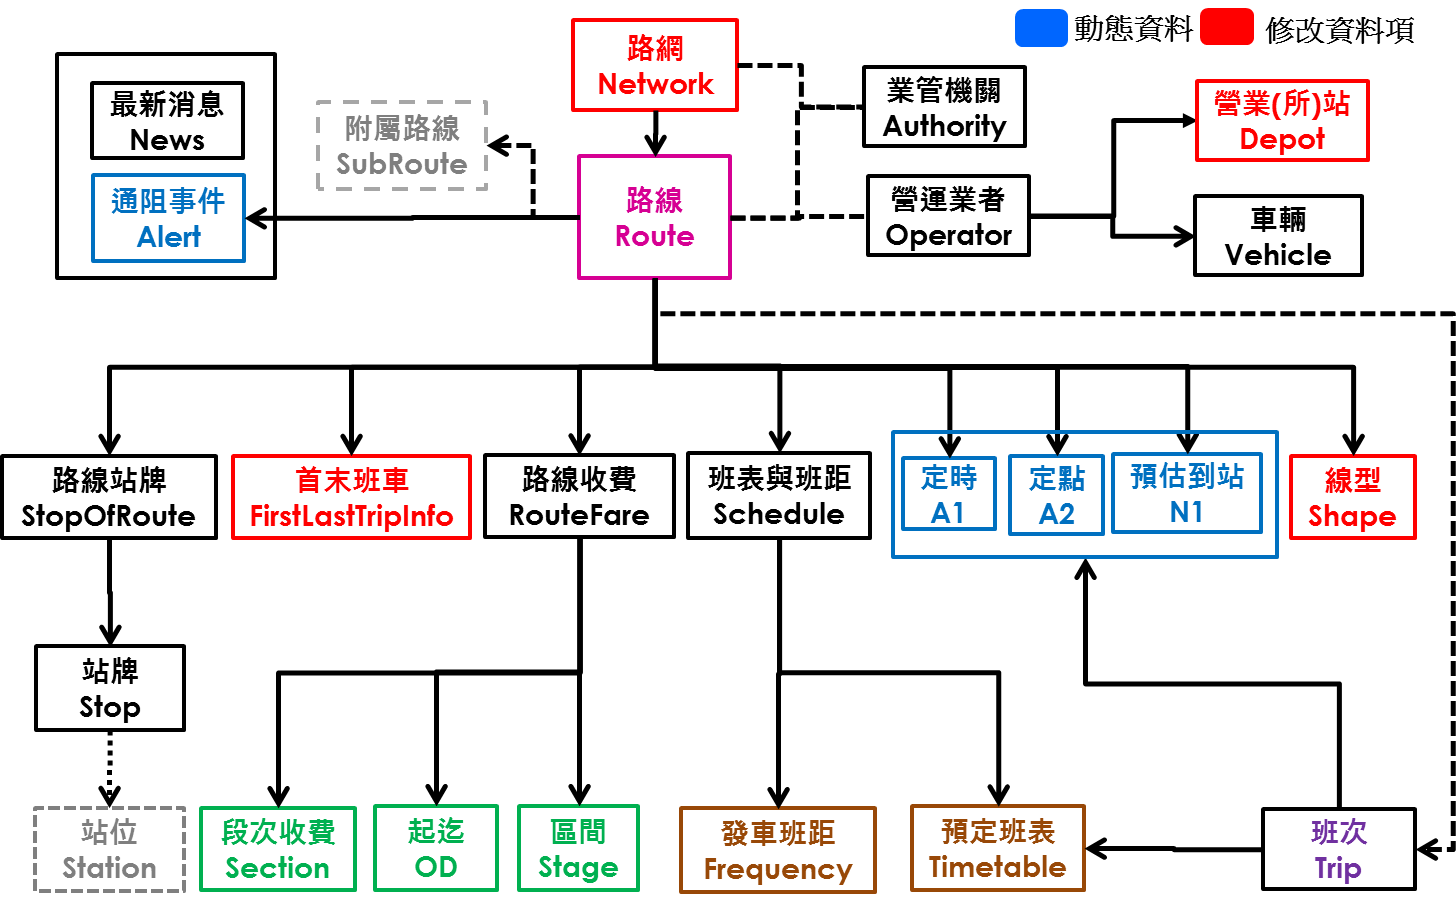 動態資料
修改資料項
路網
Network
最新消息
News
附屬路線
SubRoute
業管機關
Authority
營業(所)站
Depot
通阻事件
Alert
路線
Route
營運業者
Operator
車輛
Vehicle
路線站牌
StopOfRoute
首末班車
FirstLastTripInfo
路線收費
RouteFare
班表與班距
Schedule
定時
A1
定點
A2
預估到站
N1
線型
Shape
站牌
Stop
站位
Station
段次收費
Section
起迄
OD
區間
Stage
發車班距
Frequency
預定班表
Timetable
班次
Trip